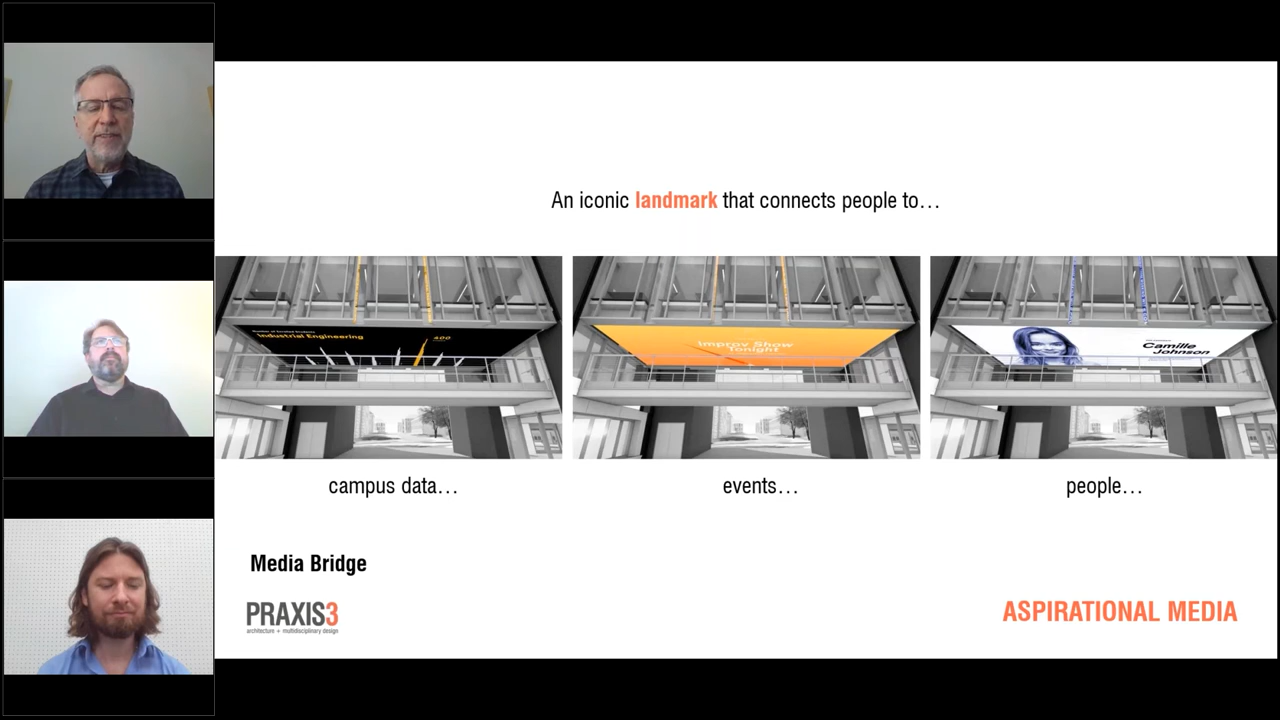 An iconic landmark that connects people to…
Industrial Engineering
400
Improv Show
Tonight
Camille
Johnson
campus data…
events…
people…
Media Bridge
PRAXIS3
architecture + multidisciplinary design
ASPIRATIONAL MEDIA